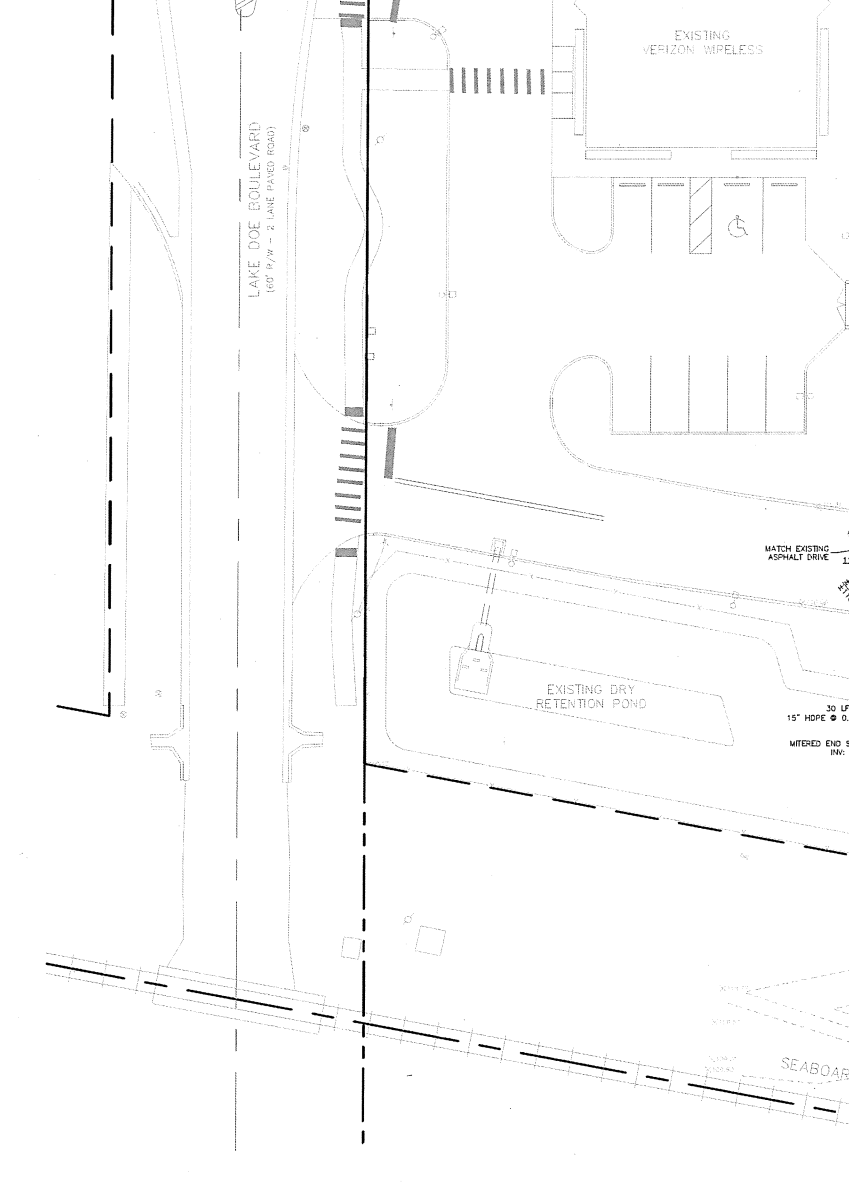 EXISTING
VERIZON WIRELESS
LAKE DOE BOULEVARD
(60' R/W - 2 LANE PAVED ROAD)
MATCH EXISTING
ASPHALT DRIVE
EXISTING DRY
RETENTION POND
30 LF
15" HDPE @ 0.
MITERED END S
INV:
SEABOAR